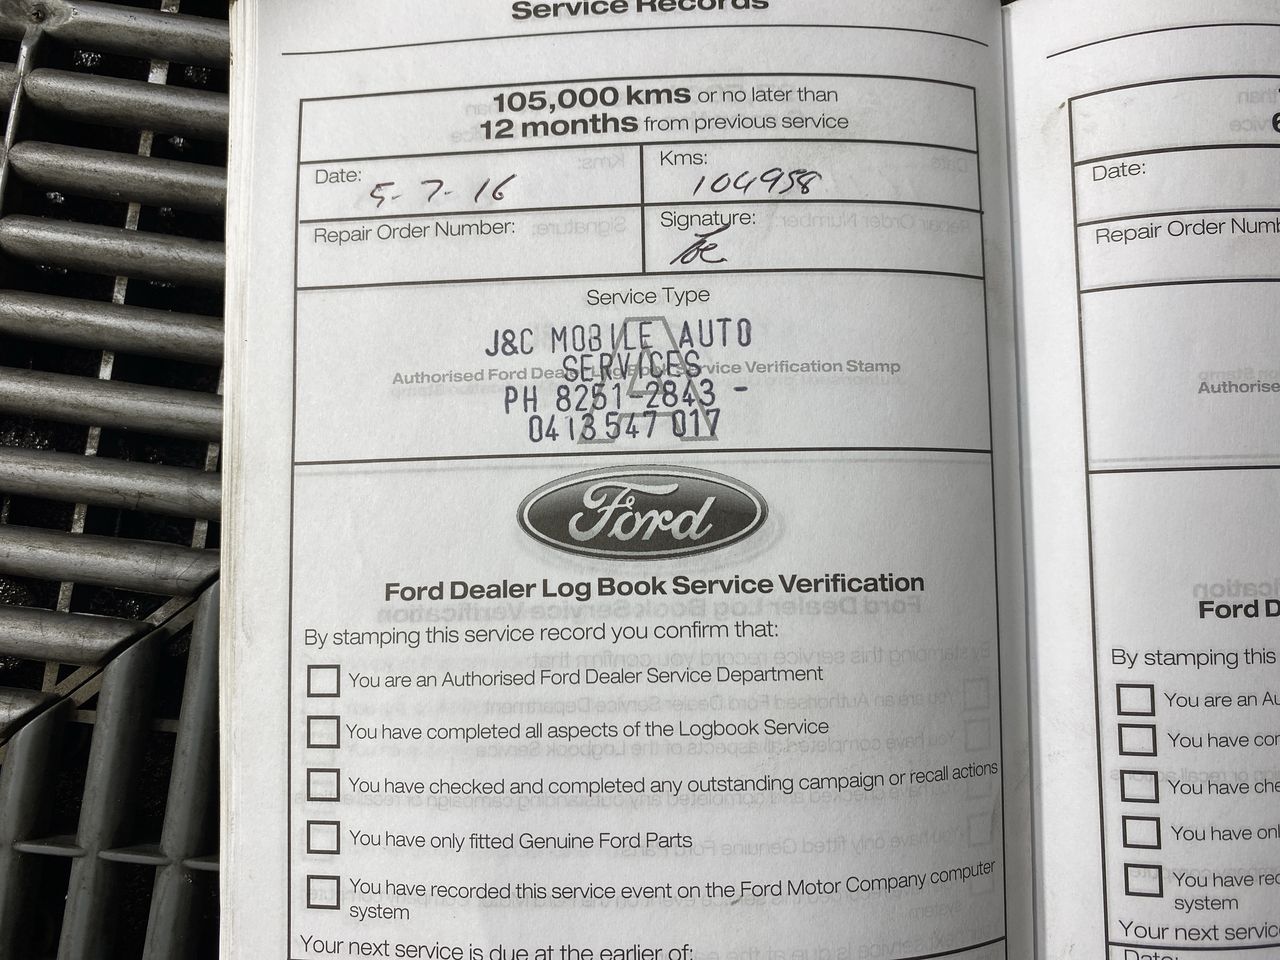 Service Records
105,000 kms or no later than
12 months from previous service
Date: 5-7-16
Kms: 104958
Repair Order Number:
Signature:
Service Type
J&C MOBILE AUTO
SERVICES
Authorised Ford Dealer Log Book Service Verification Stamp
PH 8251-2843 -
0413 547 017
Ford
Ford Dealer Log Book Service Verification
By stamping this service record you confirm that:
You are an Authorised Ford Dealer Service Department
You have completed all aspects of the Logbook Service
You have checked and completed any outstanding campaign or recall actions
You have only fitted Genuine Ford Parts
You have recorded this service event on the Ford Motor Company computer
system
Your next service is due at the earlier of:
Date:
Repair Order Numb
Authorise
Ford D
By stamping this
You are an Au
You have con
You have che
You have onl
You have rec
system
Your next servic
Date: